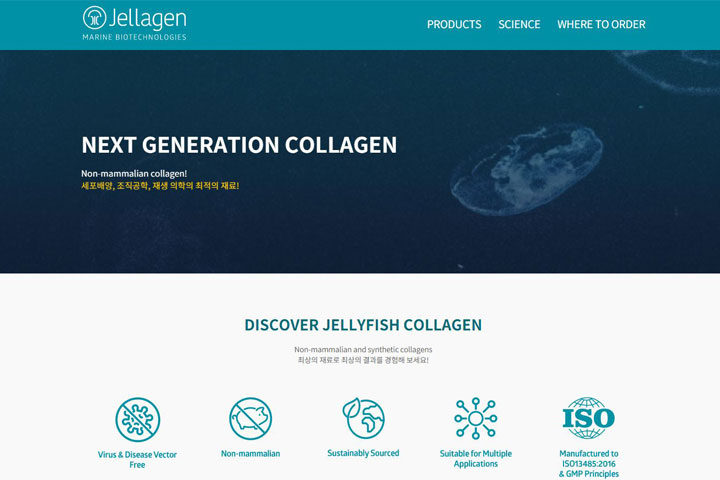 Jellagen
MARINE BIOTECHNOLOGIES
PRODUCTS SCIENCE WHERE TO ORDER
NEXT GENERATION COLLAGEN
Non-mammalian collagen!
세포배양, 조직공학, 재생 의학의 최적의 재료!
DISCOVER JELLYFISH COLLAGEN
Non-mammalian and synthetic collagens
최상의 재료로 최상의 결과를 경험해 보세요!
Virus & Disease Vector
Free
Non-mammalian
Sustainably Sourced
Suitable for Multiple
Applications
ISO
Manufactured to
ISO13485:2016
& GMP Principles